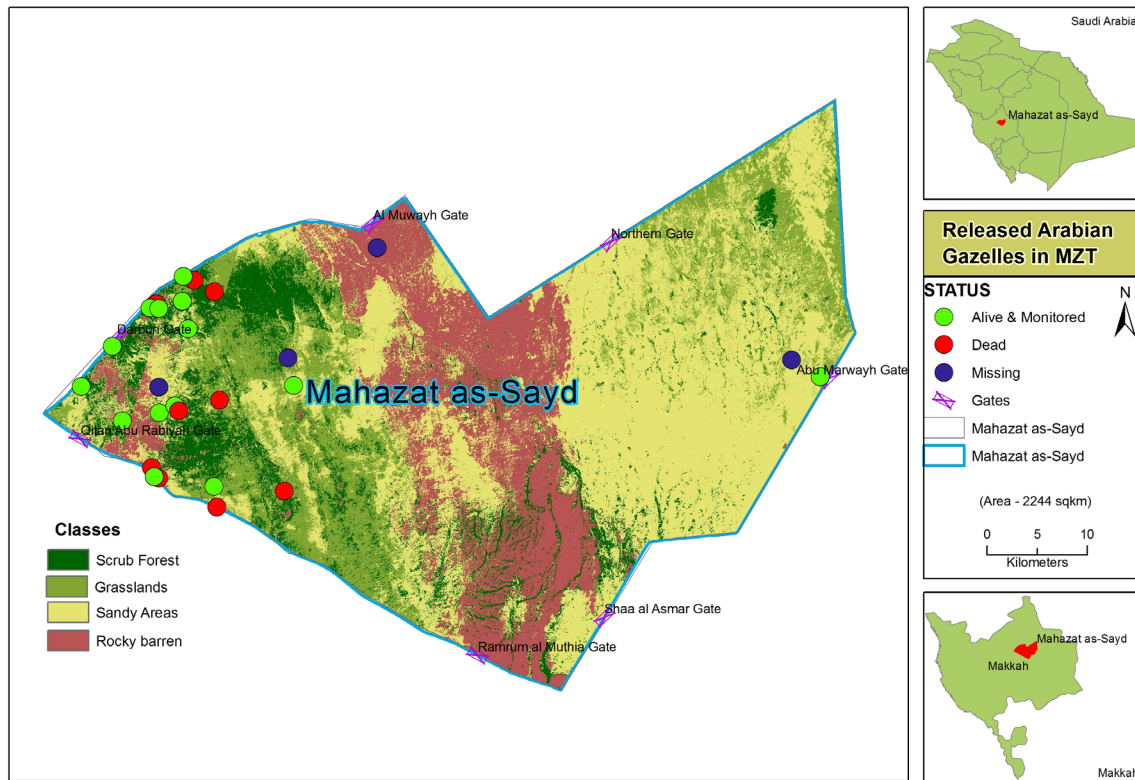 Al Muwayh Gate
Northern Gate
Darbun Gate
Abu Marwayh Gate
Mahazat as-Sayd
Qitan Abu Rabiyah Gate
Shaa al Asmar Gate
Ramrum al Muthia Gate
Classes
Scrub Forest
Grasslands
Sandy Areas
Rocky barren
Saudi Arabia
Mahazat as-Sayd
Released Arabian
Gazelles in MZT
STATUS
N
Alive & Monitored
Dead
Missing
Gates
Mahazat as-Sayd
Mahazat as-Sayd
(Area - 2244 sqkm)
0 5 10
Kilometers
Mahazat as-Sayd
Makkah
Makkah